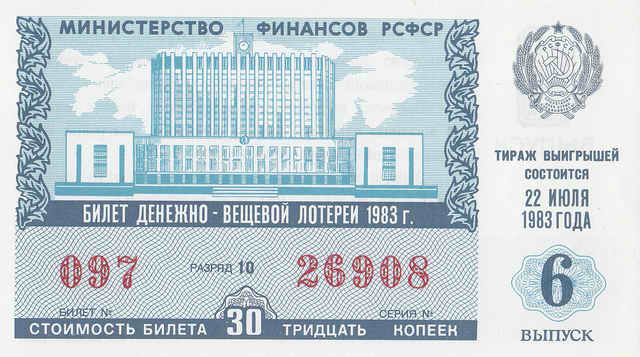 МИНИСТЕРСТВО ФИНАНСОВ РСФСР
ТИРАЖ ВЫИГРЫШЕЙ
СОСТОИТСЯ
22 ИЮЛЯ
1983 ГОДА
БИЛЕТ ДЕНЕЖНО - ВЕЩЕВОЙ ЛОТЕРЕИ 1983 г.
097 РАЗРЯД 10 26908
БИЛЕТ № СЕРИЯ №
СТОИМОСТЬ БИЛЕТА 30 ТРИДЦАТЬ КОПЕЕК
6
ВЫПУСК